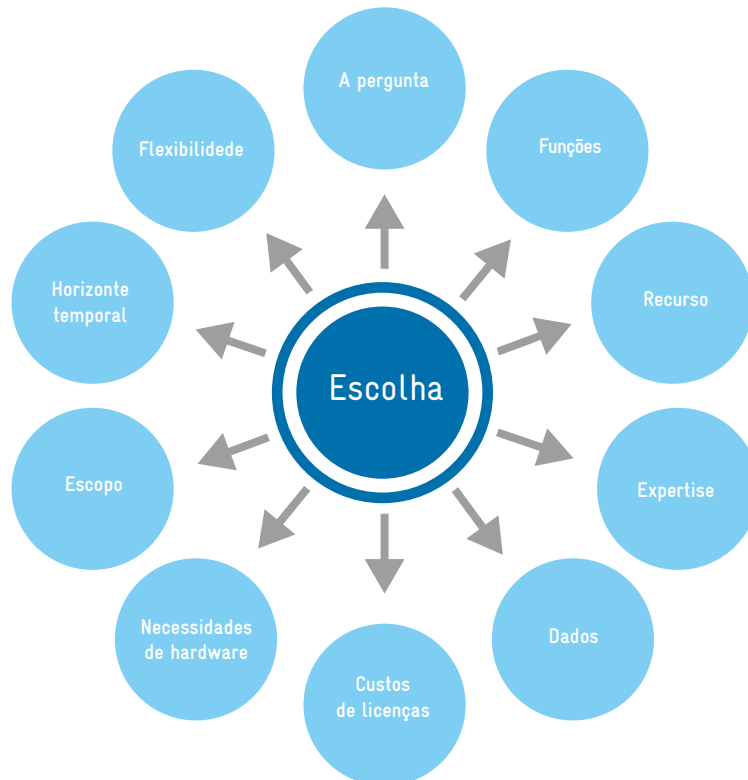 A pergunta
Funções
Flexibilidede
Recurso
Horizonte
temporal
Escolha
Expertise
Escopo
Necessidades
de hardware
Dados
Custos
de licenças